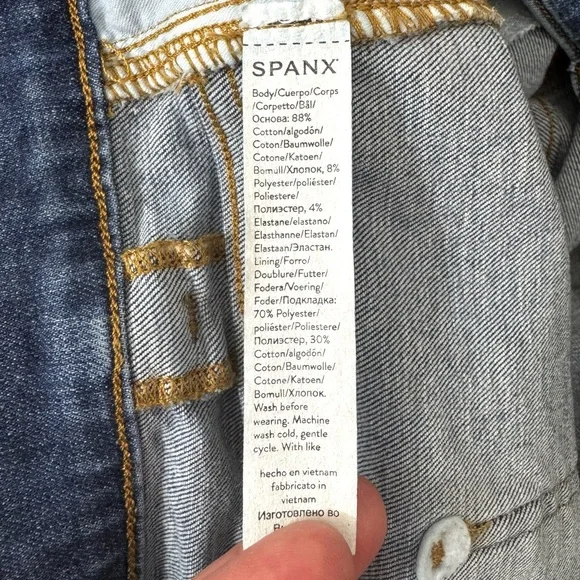 SPANX
Body/Cuerpo/Corps
/Corpetto/Bål/
Основа: 88%
Cotton/algodón/
Coton/Baumwolle/
Cotone/Katoen/
Bomull/Хлопок, 8%
Polyester/poliéster/
Poliestere/
Полиэстер, 4%
Elastane/elastano/
Elasthanne/Elastan/
Elastaan/Эластан.
Lining/Forro/
Doublure/Futter/
Fodera/Voering/
Foder/Подкладка:
70% Polyester/
poliéster/Poliestere/
Полиэстер, 30%
Cotton/algodón/
Coton/Baumwolle/
Cotone/Katoen/
Bomull/Хлопок.
Wash before
wearing. Machine
wash cold, gentle
cycle. With like
hecho en vietnam
fabbricato in
vietnam
Изготовлено во